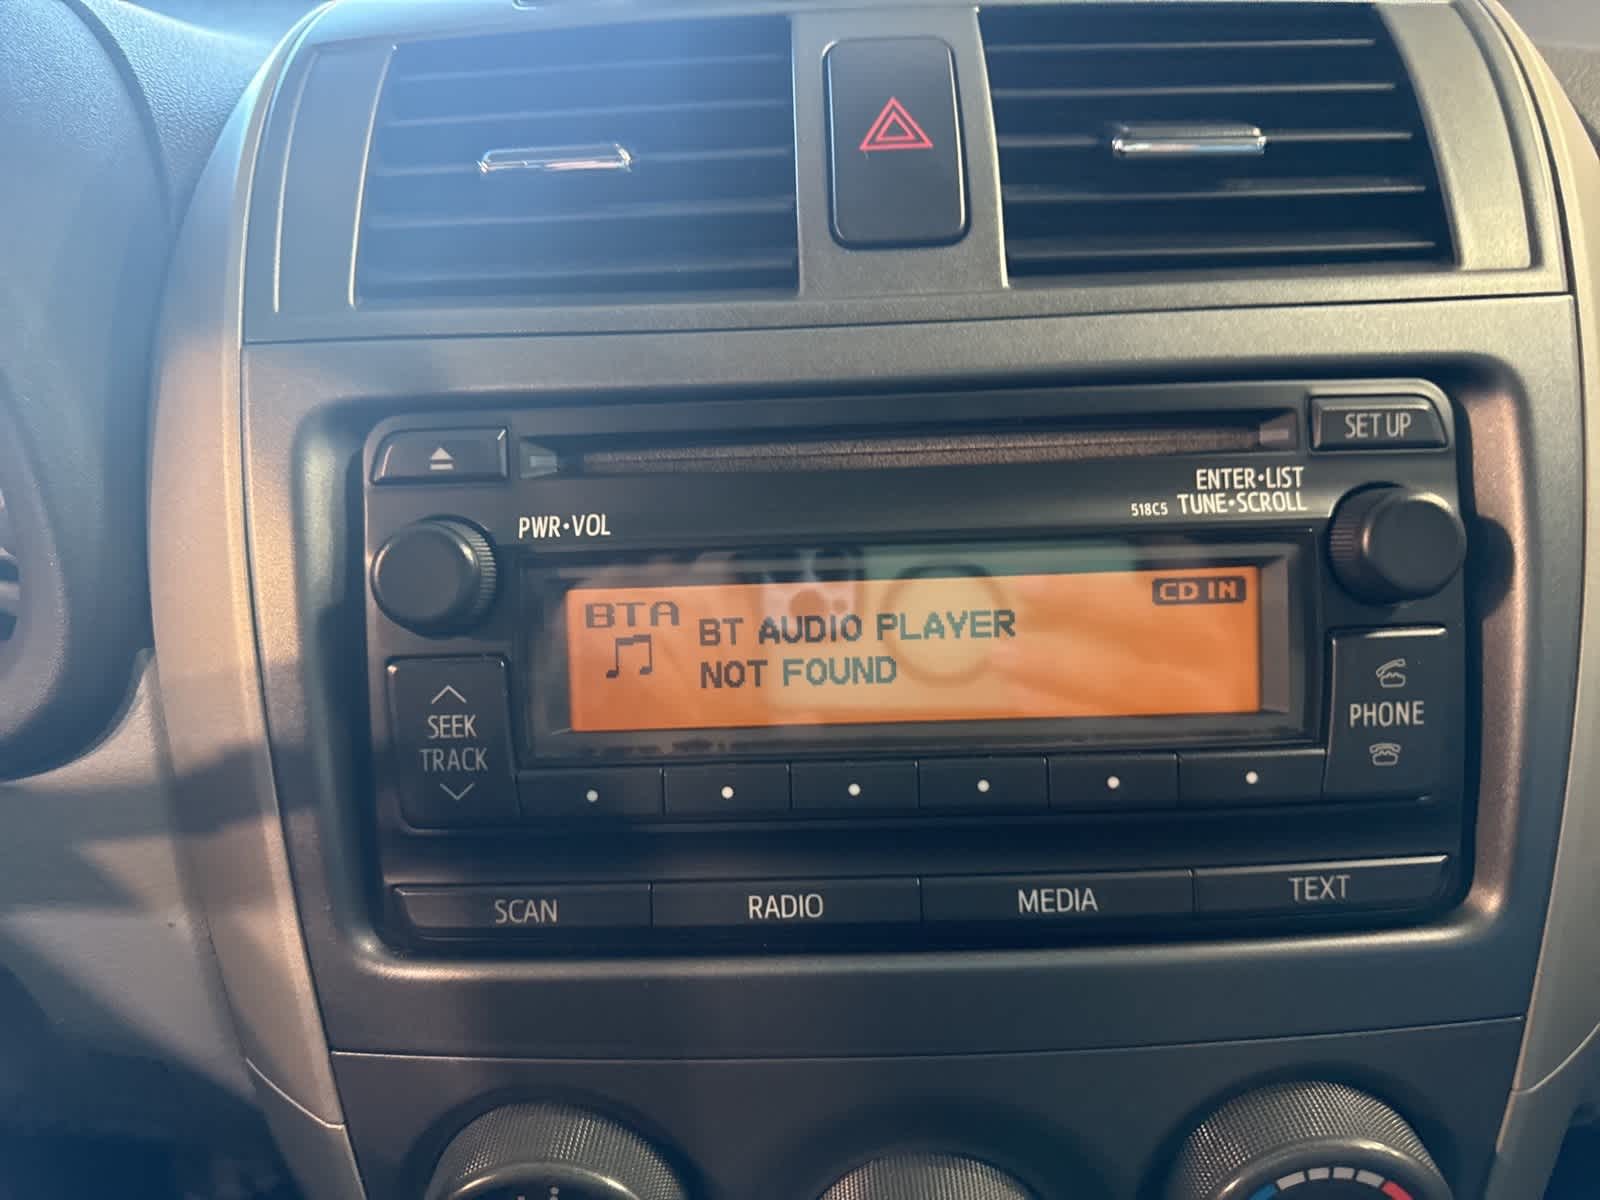 SET UP
ENTER•LIST
518C5 TUNE•SCROLL
PWR•VOL
CD IN
BTA
BT AUDIO PLAYER
NOT FOUND
SEEK
TRACK
PHONE
SCAN
RADIO
MEDIA
TEXT